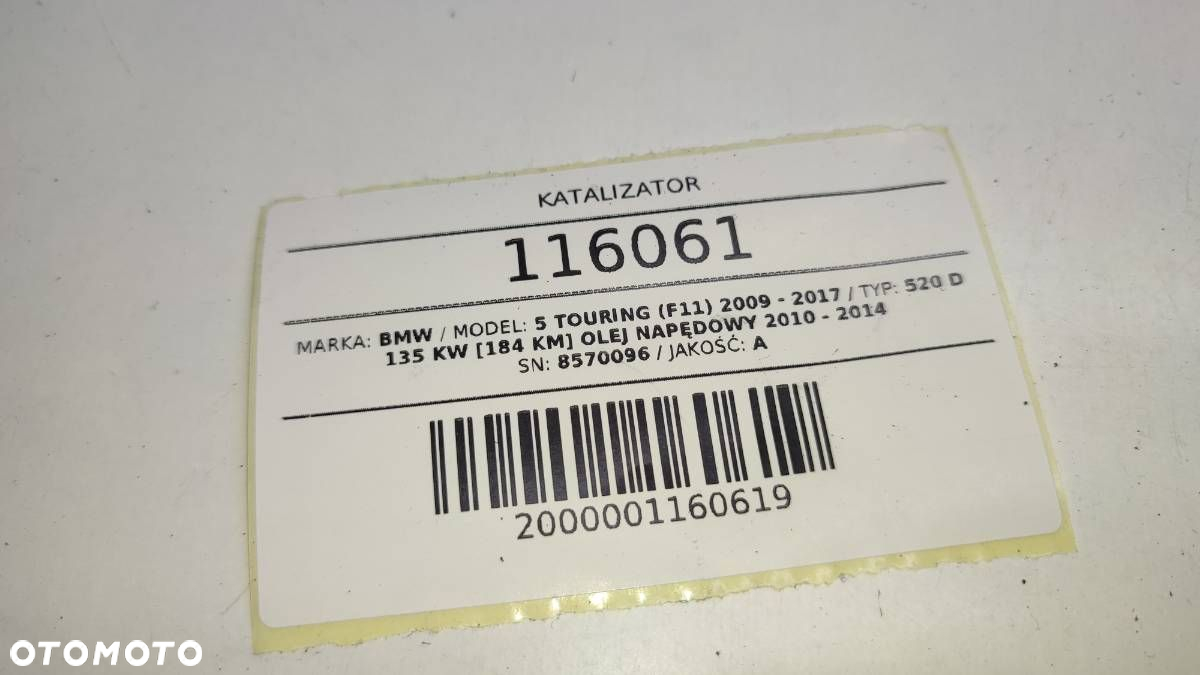 KATALIZATOR
116061
MARKA: BMW / MODEL: 5 TOURING (F11) 2009 - 2017 / TYP: 520 D
135 KW [184 KM] OLEJ NAPĘDOWY 2010 - 2014
SN: 8570096 / JAKOŚĆ: A
2000001160619
OTOMOTO